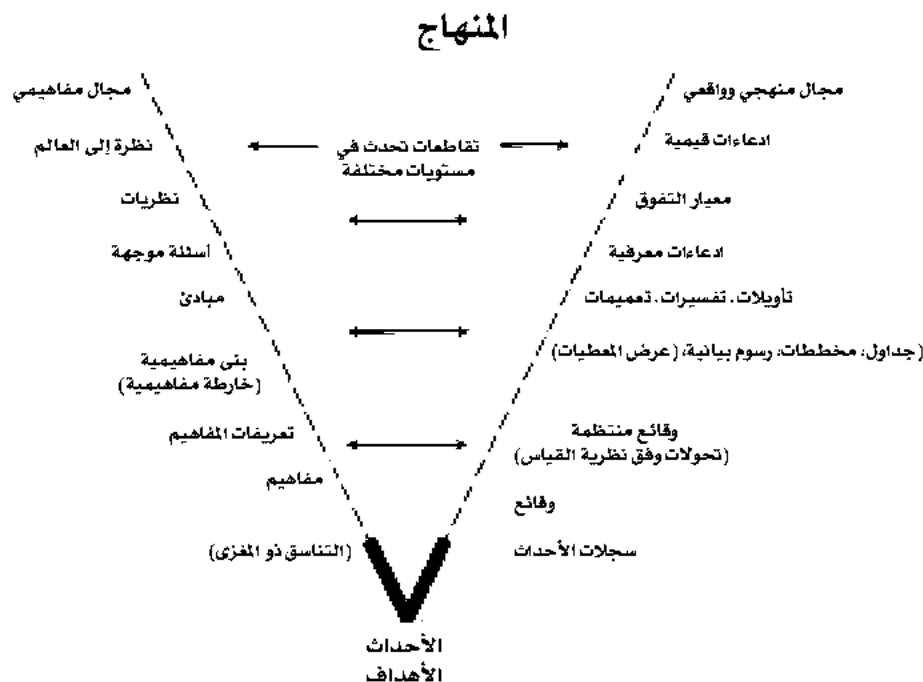 المنهاج
مجال مفاهيمي
مجال منهجي وواقعي
نظرة إلى العالم
تقاطعات تحدث في
مستويات مختلفة
ادعاءات قيمية
نظريات
معيار التفوق
أسئلة موجهة
ادعاءات معرفية
مبادئ
تأويلات، تفسيرات، تعميمات
بنى مفاهيمية
(خارطة مفاهيمية)
(جداول، مخططات، رسوم بيانية، (عرض المعطيات)
تعريفات المفاهيم
وقائع منتظمة
(تحولات وفق نظرية القياس)
مفاهيم
وقائع
(التناسق ذو المغزى)
سجلات الأحداث
الأحداث
الأهداف